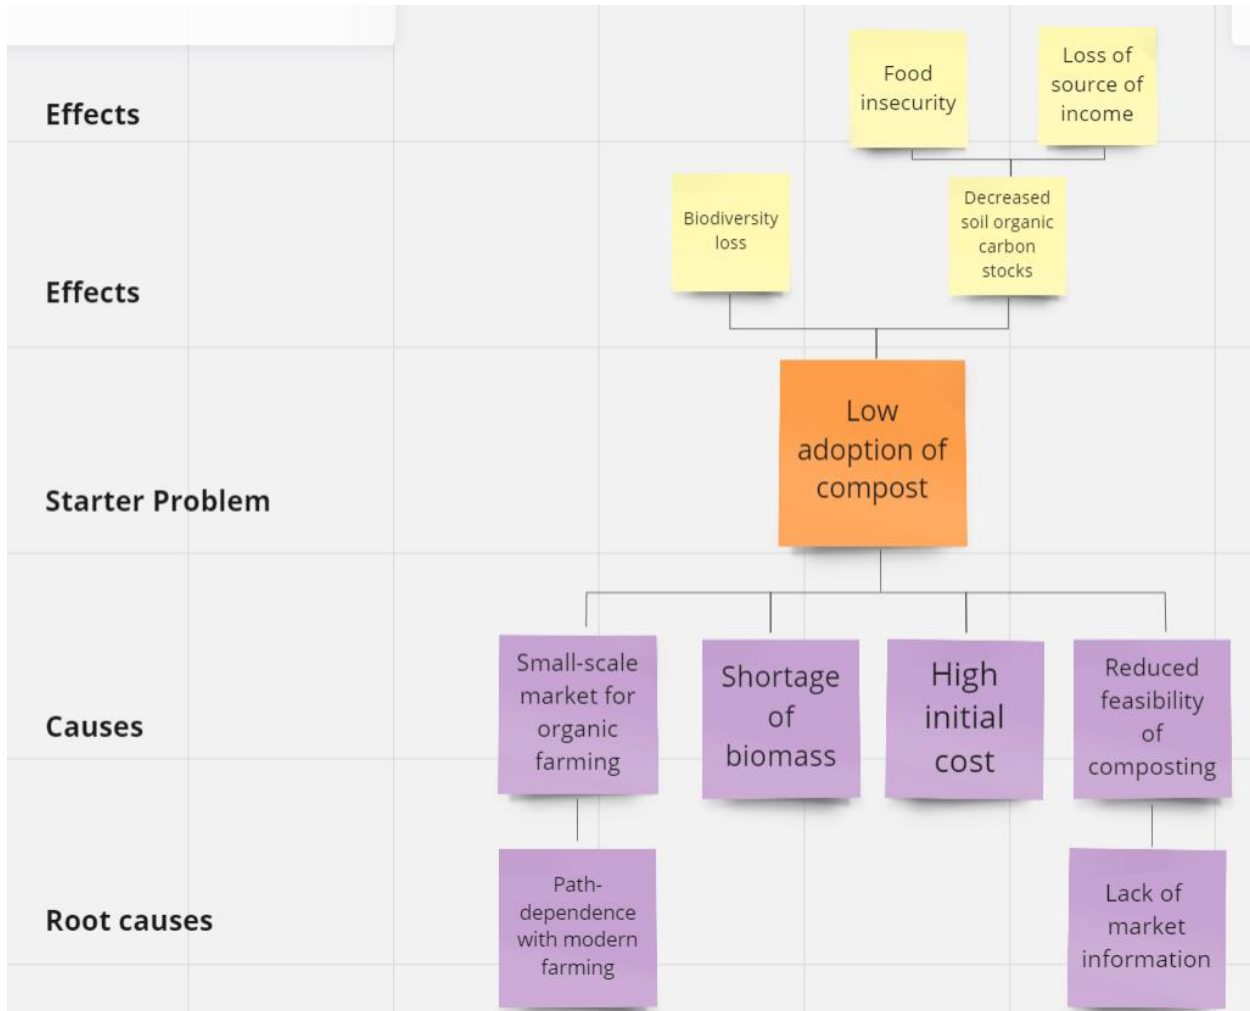 Effects
Food
insecurity
Loss of
source of
income
Effects
Biodiversity
loss
Decreased
soil organic
carbon
stocks
Starter Problem
Low
adoption of
compost
Causes
Small-scale
market for
organic
farming
Shortage
of
biomass
High
initial
cost
Reduced
feasibility
of
composting
Root causes
Path-
dependence
with modern
farming
Lack of
market
information